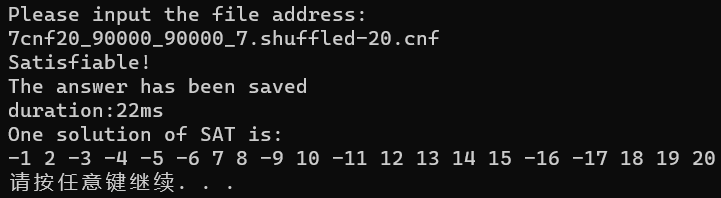 Please input the file address:
7cnf20_90000_90000_7.shuffled-20.cnf
Satisfiable!
The answer has been saved
duration:22ms
One solution of SAT is:
-1 2 -3 -4 -5 -6 7 8 -9 10 -11 12 13 14 15 -16 -17 18 19 20
请按任意键继续. . .